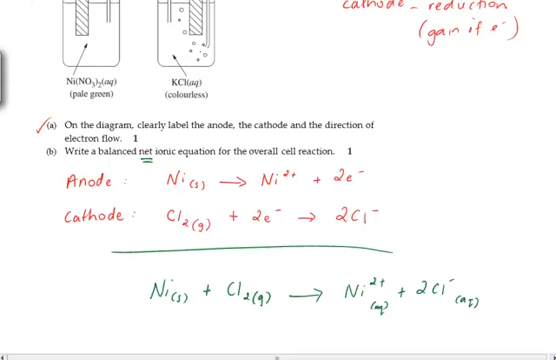 cathode - reduction
(gain of e⁻)
Ni(NO₃)₂(aq)
(pale green)
KCl(aq)
(colourless)
(a) On the diagram, clearly label the anode, the cathode and the direction of
electron flow. 1
(b) Write a balanced net ionic equation for the overall cell reaction. 1
Anode : Ni(s) → Ni²⁺ + 2e⁻
Cathode : Cl₂(g) + 2e⁻ → 2Cl⁻
Ni(s) + Cl₂(g) → Ni²⁺(aq) + 2Cl⁻(aq)